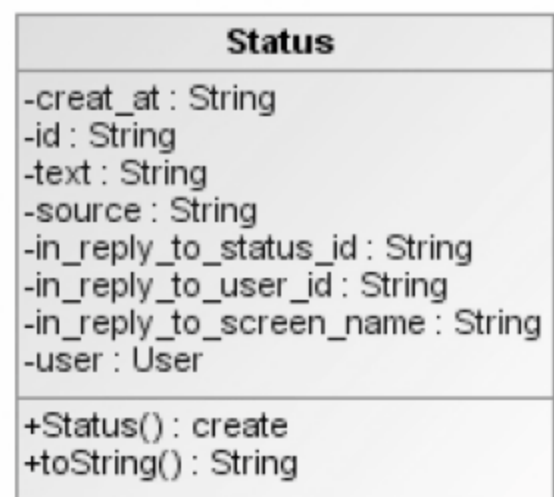 Status
-creat_at : String
-id : String
-text : String
-source : String
-in_reply_to_status_id : String
-in_reply_to_user_id : String
-in_reply_to_screen_name : String
-user : User
+Status() : create
+toString() : String